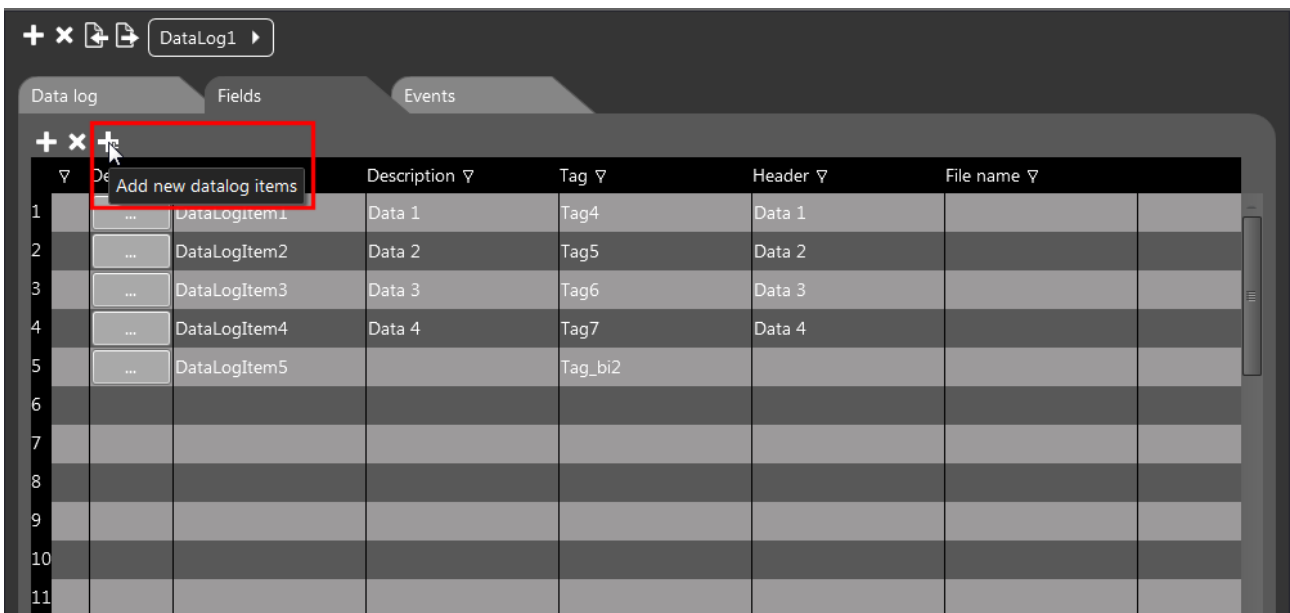 DataLog1
Data log Fields Events
De Description Tag Header File name
Add new datalog items
1 ... DataLogItem1 Data 1 Tag4 Data 1
2 ... DataLogItem2 Data 2 Tag5 Data 2
3 ... DataLogItem3 Data 3 Tag6 Data 3
4 ... DataLogItem4 Data 4 Tag7 Data 4
5 ... DataLogItem5 Tag_bi2
6
7
8
9
10
11